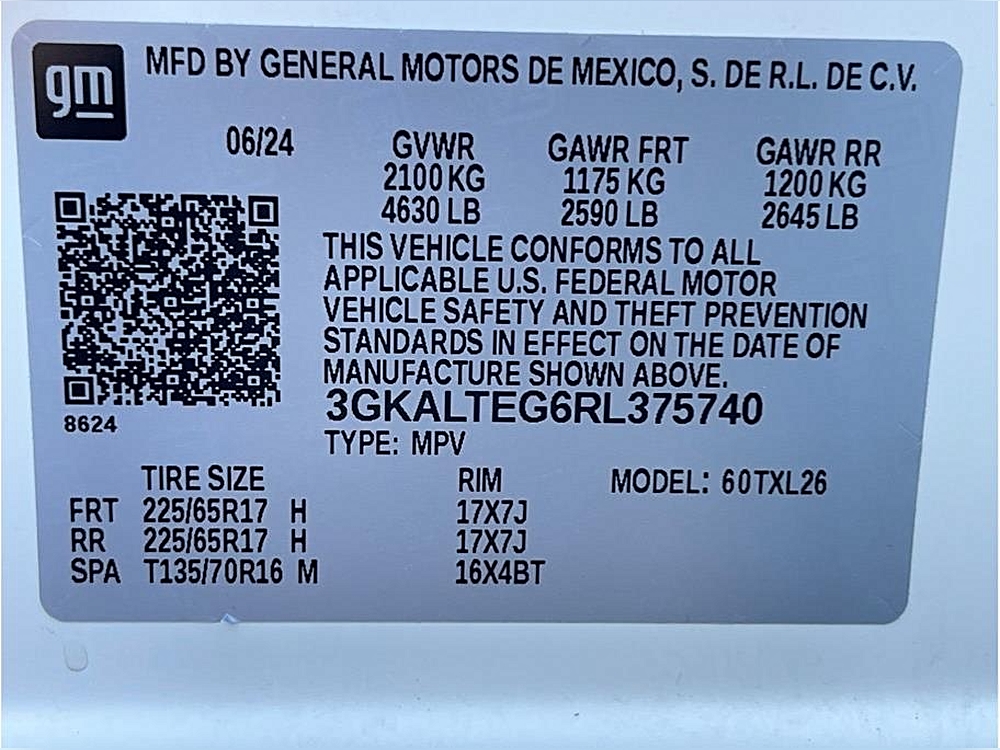 gm
MFD BY GENERAL MOTORS DE MEXICO, S. DE R.L. DE C.V.
06/24 GVWR GAWR FRT GAWR RR
2100 KG 1175 KG 1200 KG
4630 LB 2590 LB 2645 LB
THIS VEHICLE CONFORMS TO ALL
APPLICABLE U.S. FEDERAL MOTOR
VEHICLE SAFETY AND THEFT PREVENTION
STANDARDS IN EFFECT ON THE DATE OF
MANUFACTURE SHOWN ABOVE.
3GKALTEG6RL375740
8624
TYPE: MPV
TIRE SIZE RIM MODEL: 60TXL26
FRT 225/65R17 H 17X7J
RR 225/65R17 H 17X7J
SPA T135/70R16 M 16X4BT